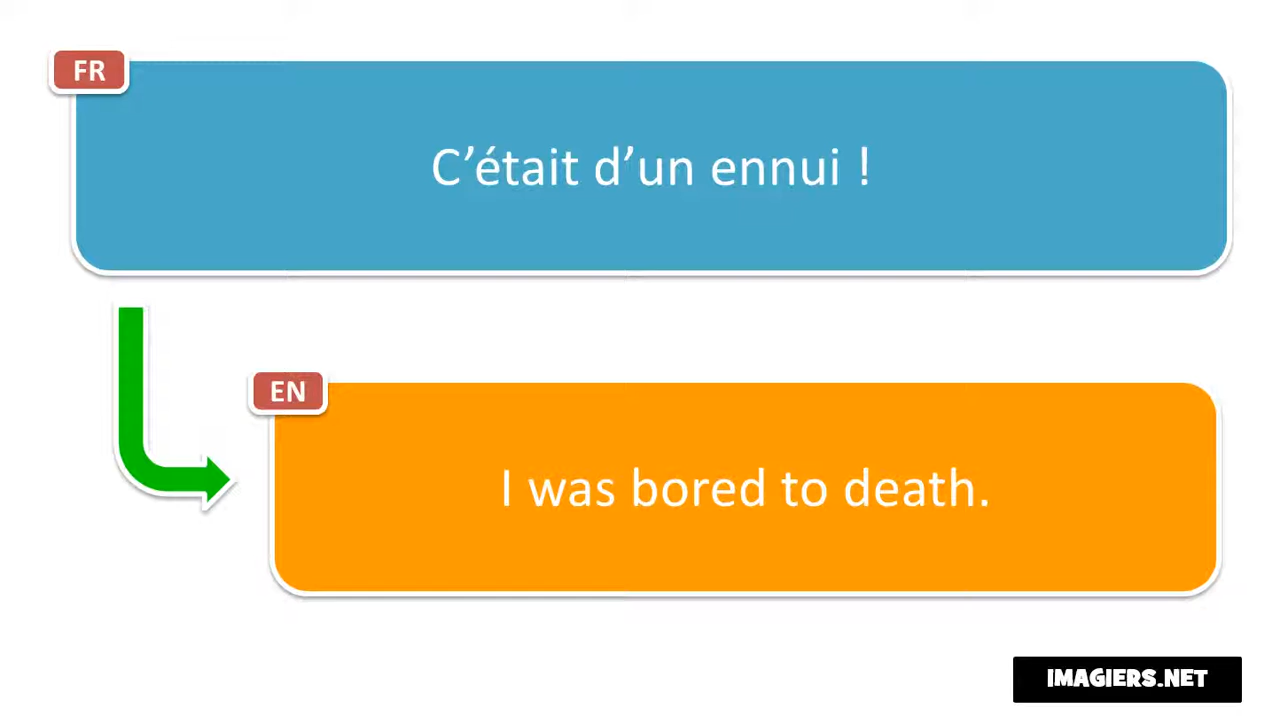 FR
C’était d’un ennui !
EN
I was bored to death.
IMAGIERS.NET